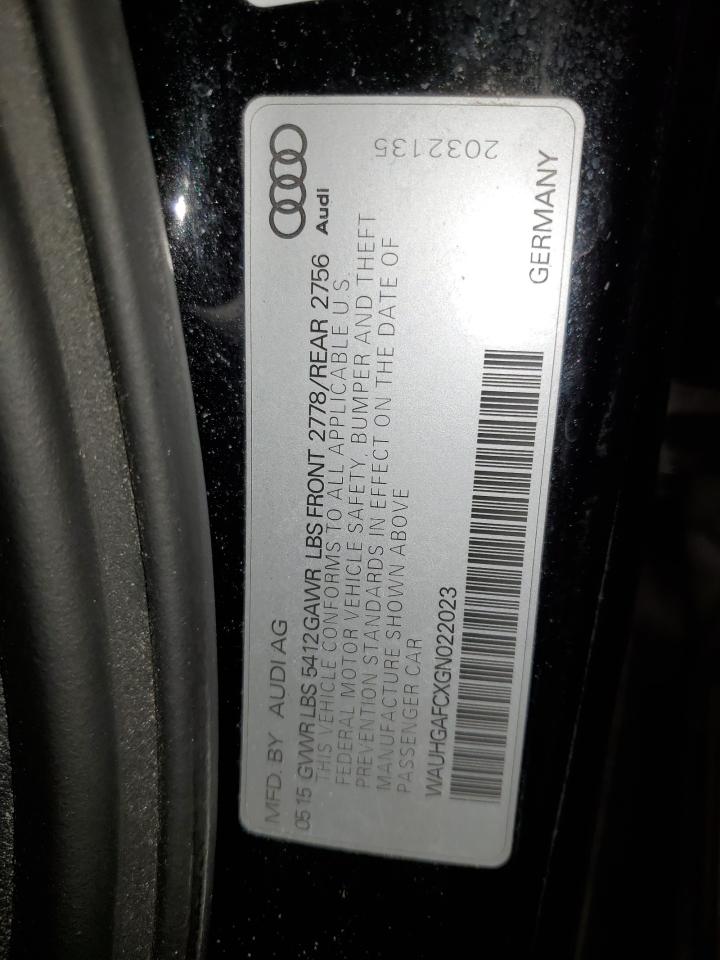 MFD. BY AUDI AG
05 15 GVWR LBS 5412 GAWR LBS FRONT 2778/REAR 2756
THIS VEHICLE CONFORMS TO ALL APPLICABLE U S.
FEDERAL MOTOR VEHICLE SAFETY, BUMPER AND THEFT
PREVENTION STANDARDS IN EFFECT ON THE DATE OF
MANUFACTURE SHOWN ABOVE
PASSENGER CAR
WAUHGAFCXGN022023
Audi
2032135
GERMANY